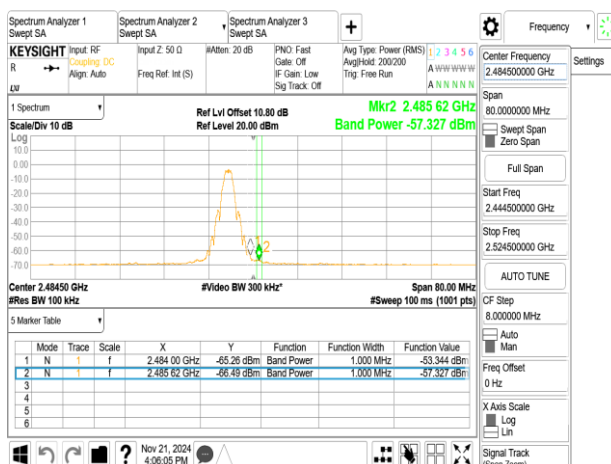 Spectrum Analyzer 1
Swept SA
Spectrum Analyzer 2
Swept SA
Spectrum Analyzer 3
Swept SA
+
Frequency
KEYSIGHT
R
Input: RF
Coupling: DC
Align: Auto
Input Z: 50 Ω
Freq Ref: Int (S)
#Atten: 20 dB
PNO: Fast
Gate: Off
IF Gain: Low
Sig Track: Off
Avg Type: Power (RMS)
Avg|Hold: 200/200
Trig: Free Run
1 2 3 4 5 6
A W W W W W
A N N N N N
LXI
1 Spectrum
Scale/Div 10 dB
Ref Lvl Offset 10.80 dB
Ref Level 20.00 dBm
Mkr2 2.485 62 GHz
Band Power -57.327 dBm
Log
10.0
0.00
-10.0
-20.0
-30.0
-40.0
-50.0
-60.0
-70.0
1
2
Center 2.48450 GHz
#Res BW 100 kHz
#Video BW 300 kHz*
Span 80.00 MHz
#Sweep 100 ms (1001 pts)
5 Marker Table
Mode Trace Scale X Y Function Function Width Function Value
1 N 1 f 2.484 00 GHz -65.26 dBm Band Power 1.000 MHz -53.344 dBm
2 N 1 f 2.485 62 GHz -66.49 dBm Band Power 1.000 MHz -57.327 dBm
3
4
5
6
?
Nov 21, 2024
4:06:05 PM
Center Frequency
2.484500000 GHz
Settings
Span
80.0000000 MHz
Swept Span
Zero Span
Full Span
Start Freq
2.444500000 GHz
Stop Freq
2.524500000 GHz
AUTO TUNE
CF Step
8.000000 MHz
Auto
Man
Freq Offset
0 Hz
X Axis Scale
Log
Lin
Signal Track
(Span Zoom)